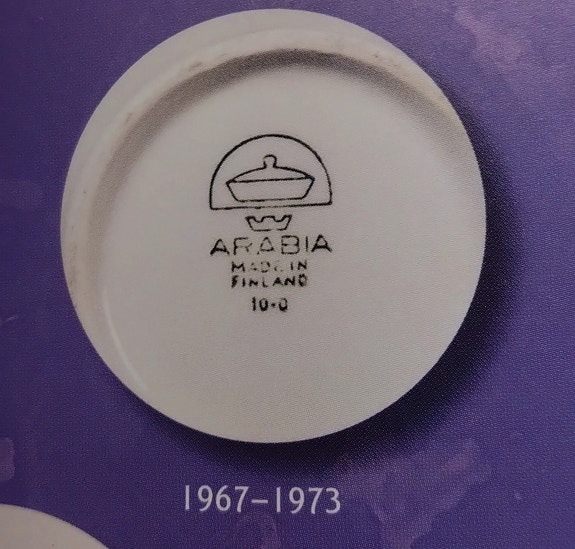 ARABIA
MADE IN
FINLAND
10-0
1967–1973